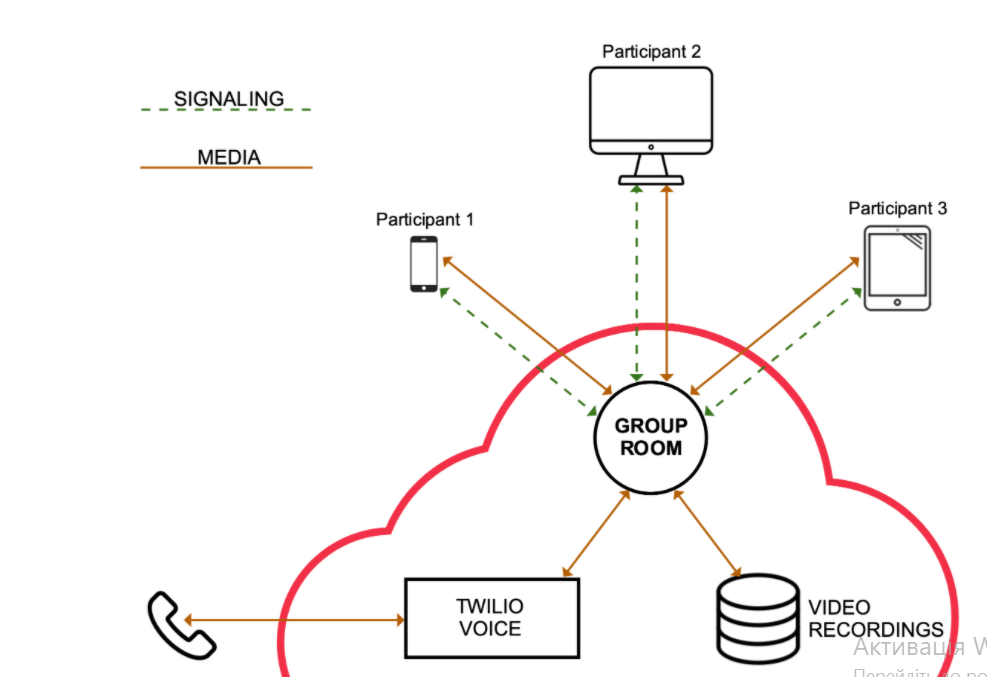 Participant 2
SIGNALING
MEDIA
Participant 1
Participant 3
GROUP
ROOM
TWILIO
VOICE
VIDEO
RECORDINGS
Активація W